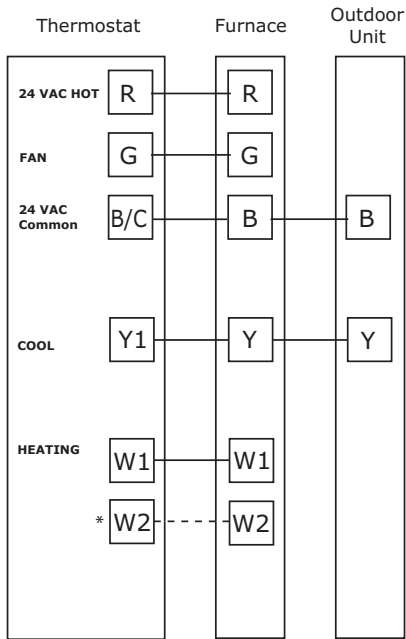 Thermostat Furnace Outdoor
Unit
24 VAC HOT R R
FAN G G
24 VAC
Common B/C B B
COOL Y1 Y Y
HEATING
W1 W1
* W2 W2